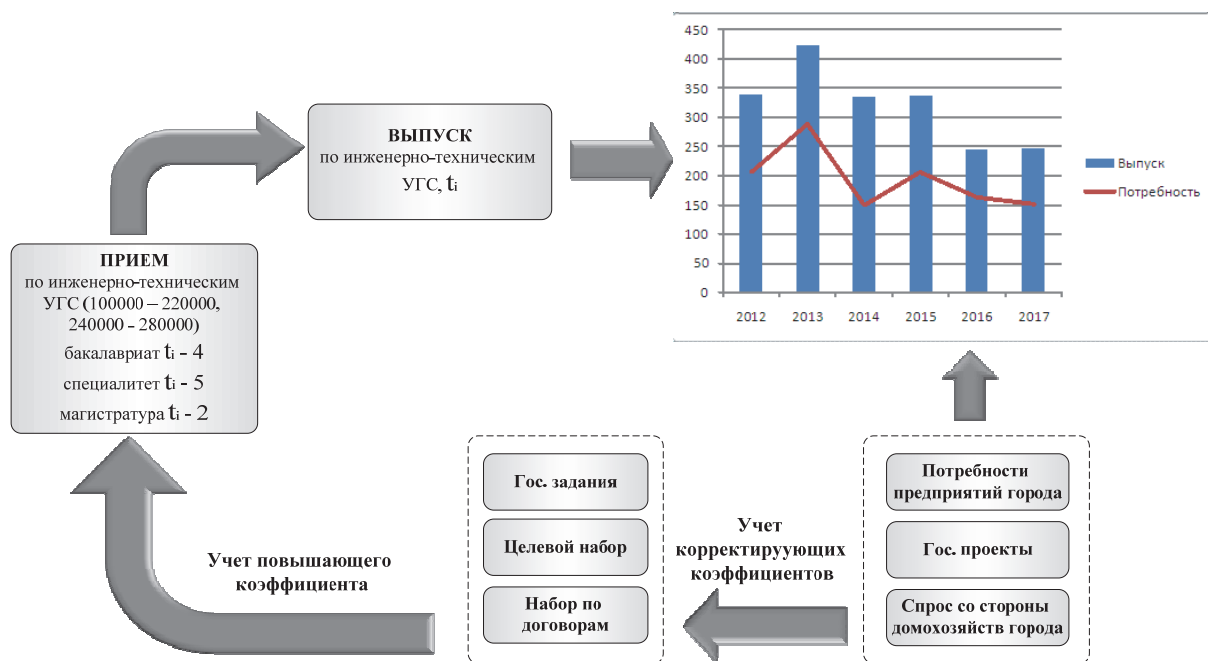 ВЫПУСК
по инженерно-техническим
УГС, ti
ПРИЕМ
по инженерно-техническим
УГС (100000 – 220000,
240000 - 280000)
бакалавриат ti - 4
специалитет ti - 5
магистратура ti - 2
450
400
350
300
250
200
150
100
50
0
2012 2013 2014 2015 2016 2017
Выпуск
Потребность
Потребности
предприятий города
Гос. проекты
Спрос со стороны
домохозяйств города
Учет
корректируующих
коэффициентов
Гос. задания
Целевой набор
Набор по
договорам
Учет повышающего
коэффициента